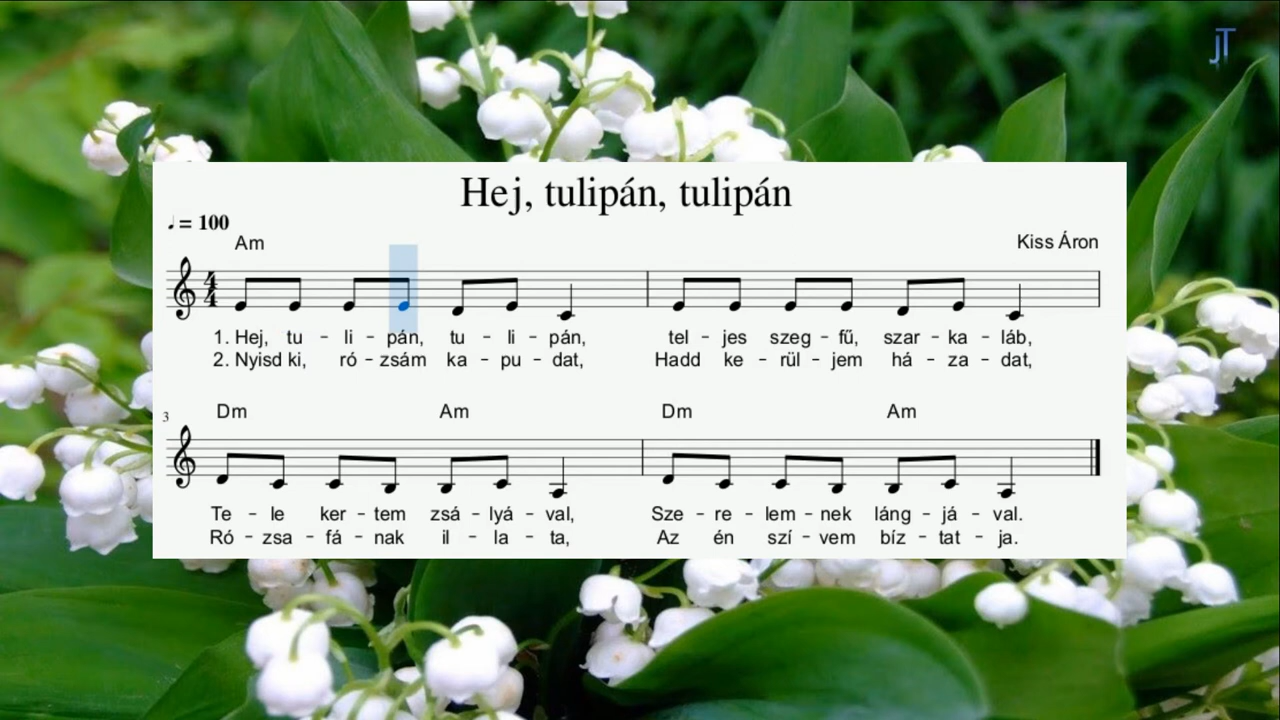 JT
Hej, tulipán, tulipán
♩ = 100
Am
Kiss Áron
4
4
1. Hej, tu – li – pán, tu – li – pán, tel – jes szeg – fű, szar – ka – láb,
2. Nyisd ki, ró – zsám ka – pu – dat, Hadd ke – rül – jem há – za – dat,
3
Dm Am Dm Am
Te – le ker – tem zsá – lyá – val, Sze – re – lem – nek láng – já – val.
Ró – zsa – fá – nak il – la – ta, Az én szí – vem bíz – tat – ja.